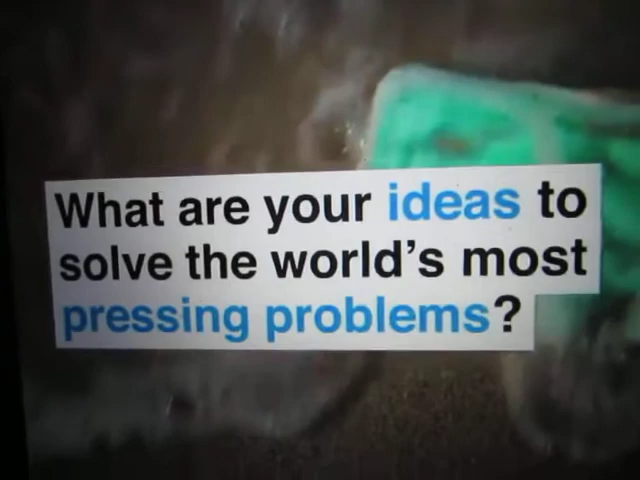 What are your ideas to
solve the world's most
pressing problems?